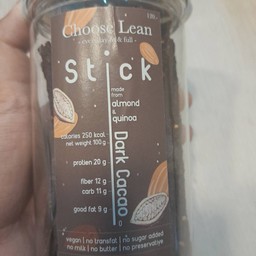 Choose Lean
Stick
made
from
almond
&
quinoa
Dark Cacao
calories 250 kcal
net weight 100g
protien 20 g
fiber 12 g
carb 11 g
good fat 9 g
vegan | no transfat | no sugar added
no milk | no butter | no preservative